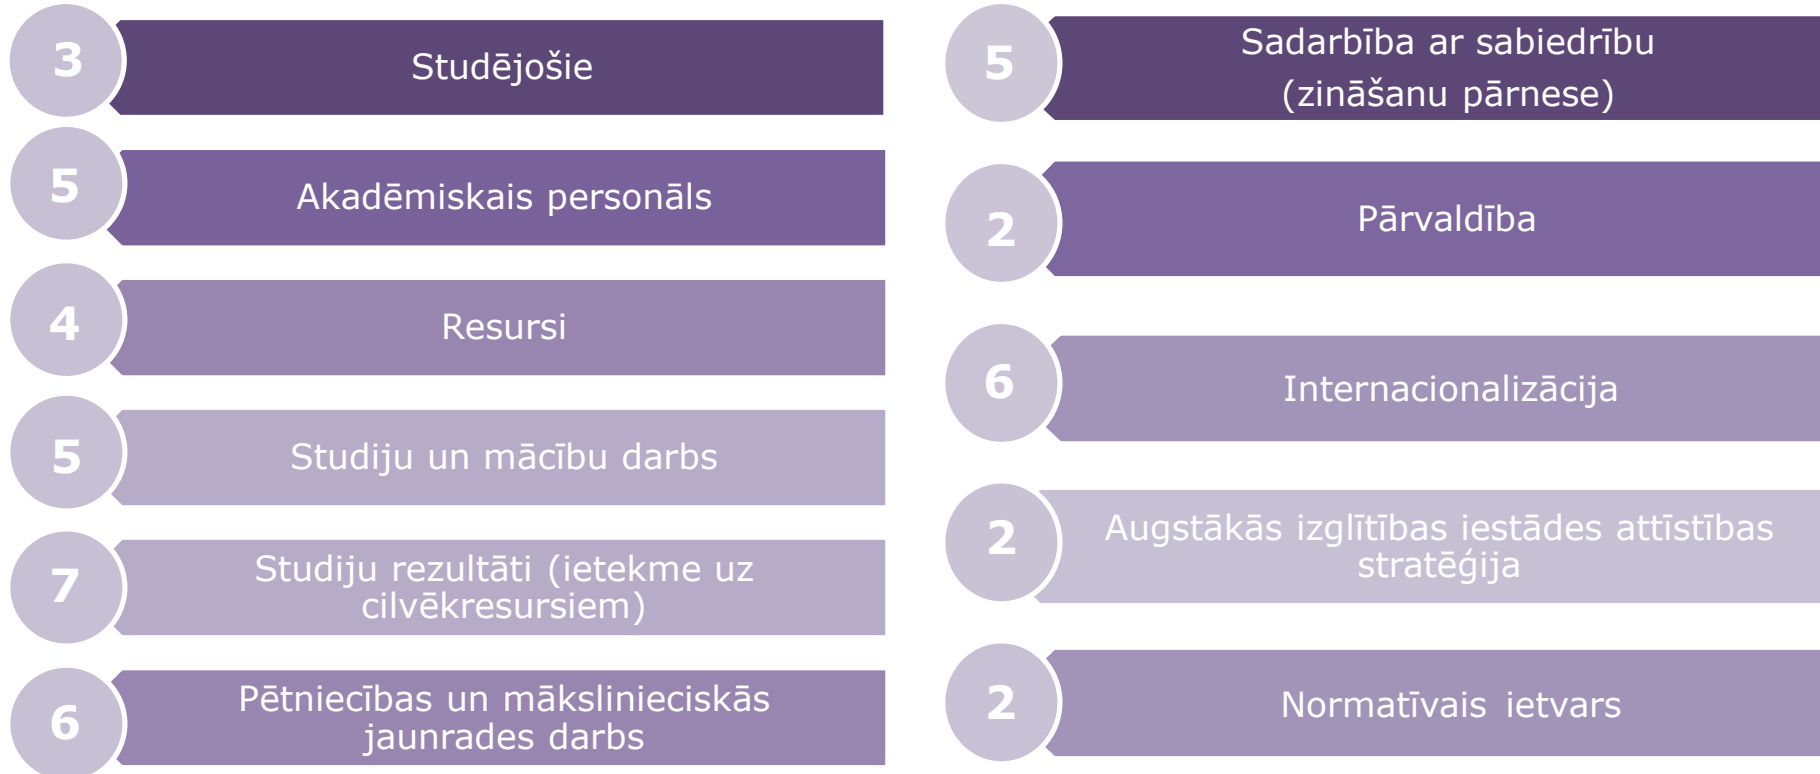 3
Studējošie
5
Akadēmiskais personāls
4
Resursi
5
Studiju un mācību darbs
7
Studiju rezultāti (ietekme uz
cilvēkresursiem)
6
Pētniecības un mākslinieciskās
jaunrades darbs
5
Sadarbība ar sabiedrību
(zināšanu pārnese)
2
Pārvaldība
6
Internacionalizācija
2
Augstākās izglītības iestādes attīstības
stratēģija
2
Normatīvais ietvars